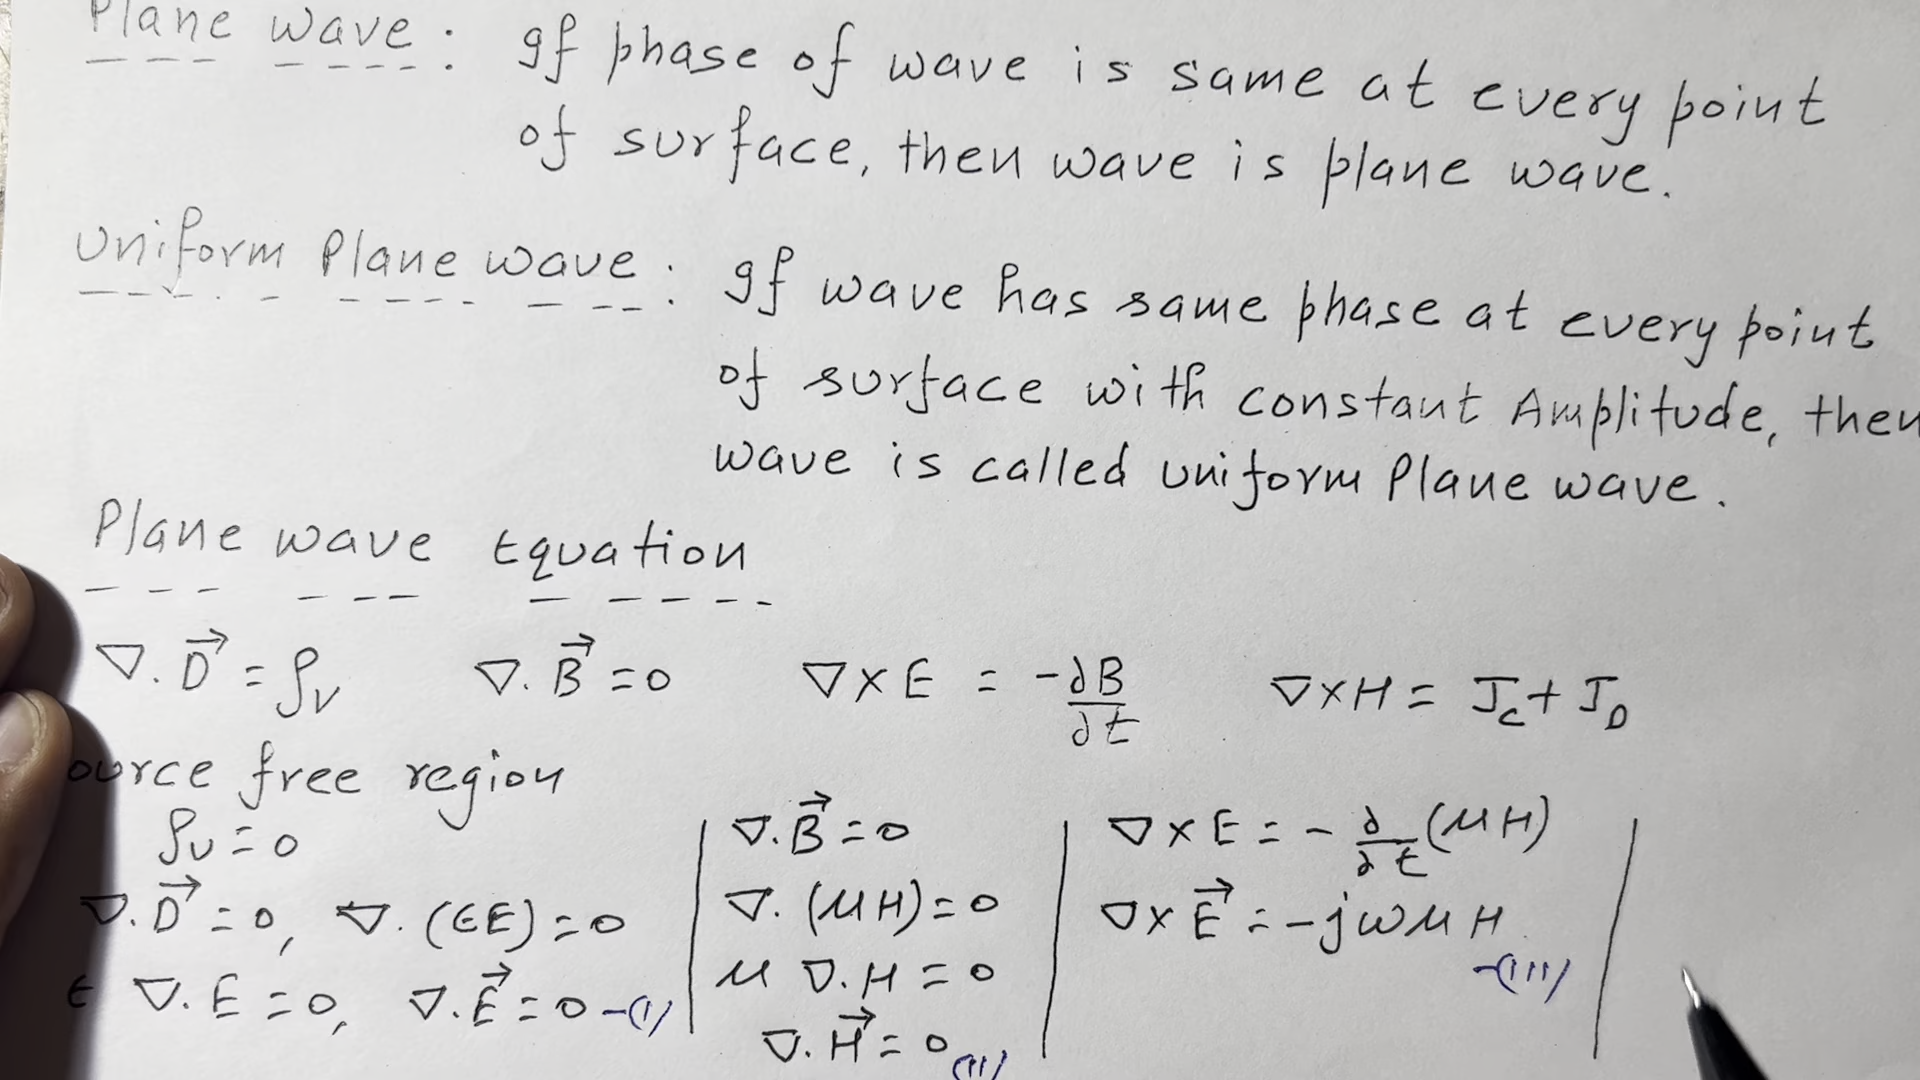 Plane wave : If phase of wave is same at every point
of surface, then wave is plane wave.
Uniform Plane wave : If wave has same phase at every point
of surface with constant Amplitude, then
wave is called uniform Plane wave.
Plane wave Equation
∇.D⃗ = ρv ∇.B⃗ = 0 ∇×E = -∂B/∂t ∇×H = Jc + JD
ource free region
ρv = 0
∇.D⃗ = 0, ∇.(εE) = 0
ε ∇.E = 0, ∇.E⃗ = 0 -(I)
∇.B⃗ = 0
∇.(μH) = 0
μ ∇.H = 0
∇.H⃗ = 0 (II)
∇×E = -∂/∂t (μH)
∇×E⃗ = -jωμH
-(III)